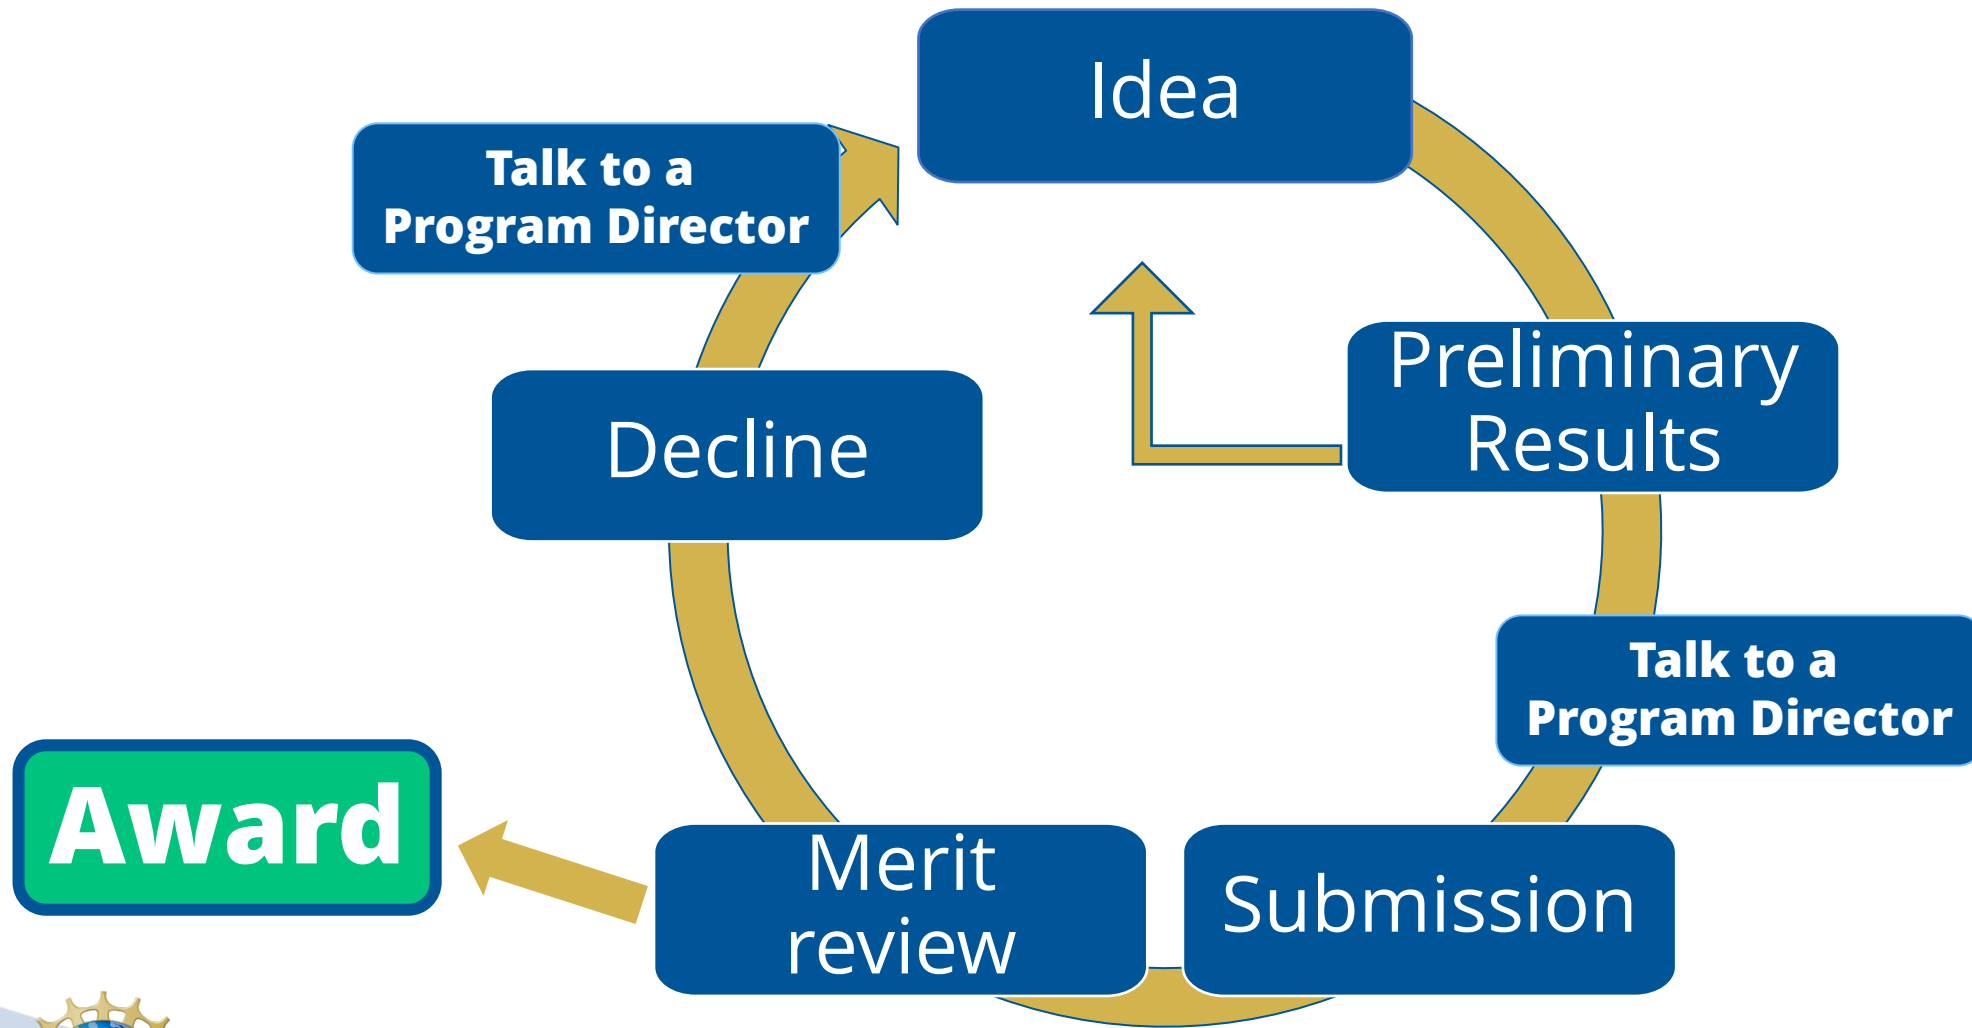 Idea
Preliminary
Results
Talk to a
Program Director
Submission
Merit
review
Award
Decline
Talk to a
Program Director